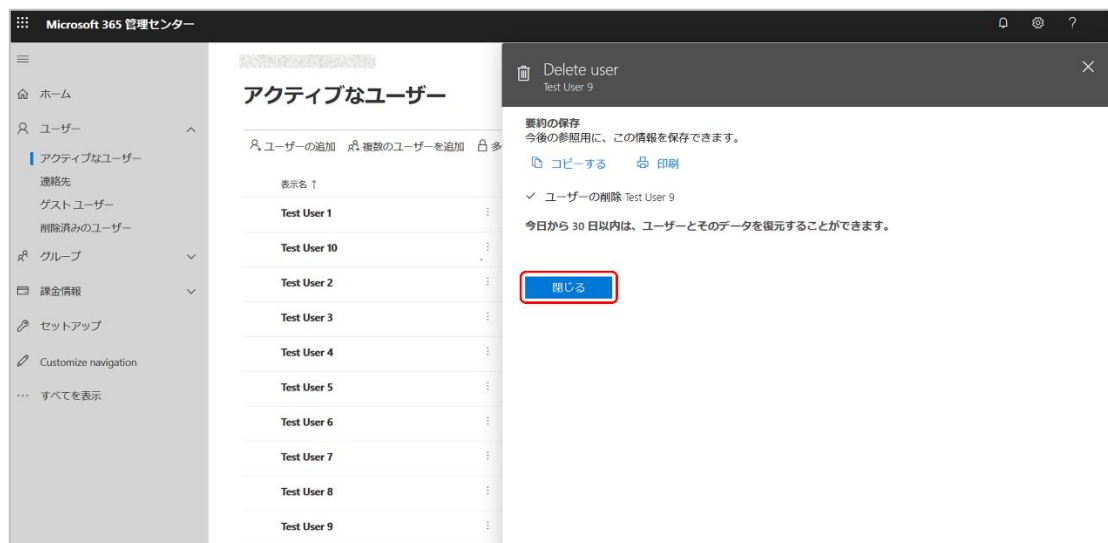 Microsoft 365 管理センター
?
ホーム
ユーザー
アクティブなユーザー
連絡先
ゲスト ユーザー
削除済みのユーザー
グループ
課金情報
セットアップ
Customize navigation
すべてを表示
アクティブなユーザー
ユーザーの追加 複数のユーザーを追加 多
表示名 ↑
Test User 1
Test User 10
Test User 2
Test User 3
Test User 4
Test User 5
Test User 6
Test User 7
Test User 8
Test User 9
Delete user
Test User 9
要約の保存
今後の参照用に、この情報を保存できます。
コピーする 印刷
ユーザーの削除 Test User 9
今日から 30 日以内は、ユーザーとそのデータを復元することができます。
閉じる